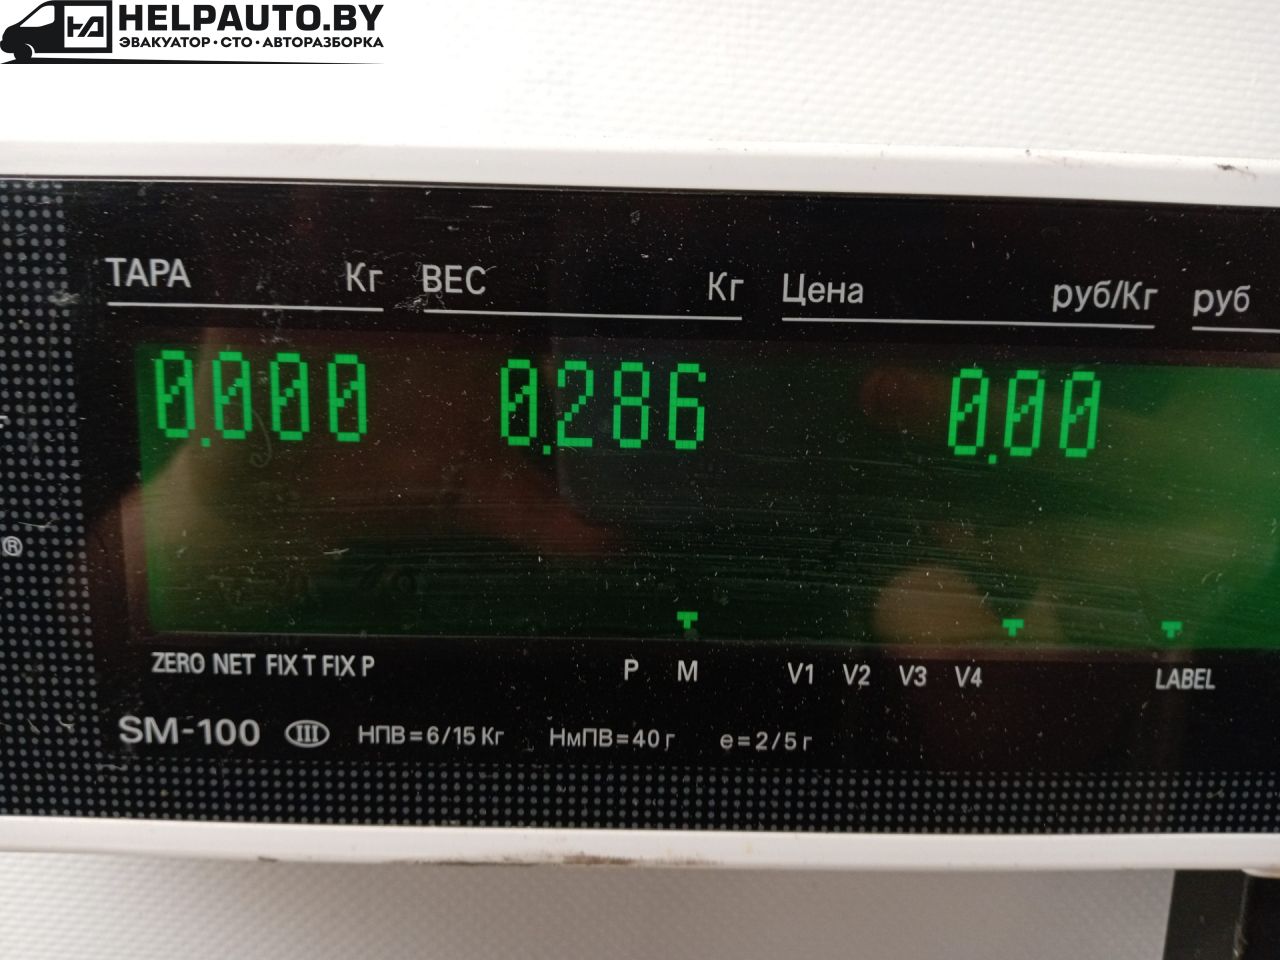 HELPAUTO.BY
ЭВАКУАТОР · СТО · АВТОРАЗБОРКА
ТАРА Кг ВЕС Кг Цена руб/Кг руб
0.000 0.286 0.00
®
ZERO NET FIX T FIX P P M V1 V2 V3 V4 LABEL
SM-100 III НПВ=6/15 Кг НмПВ=40 г e=2/5 г